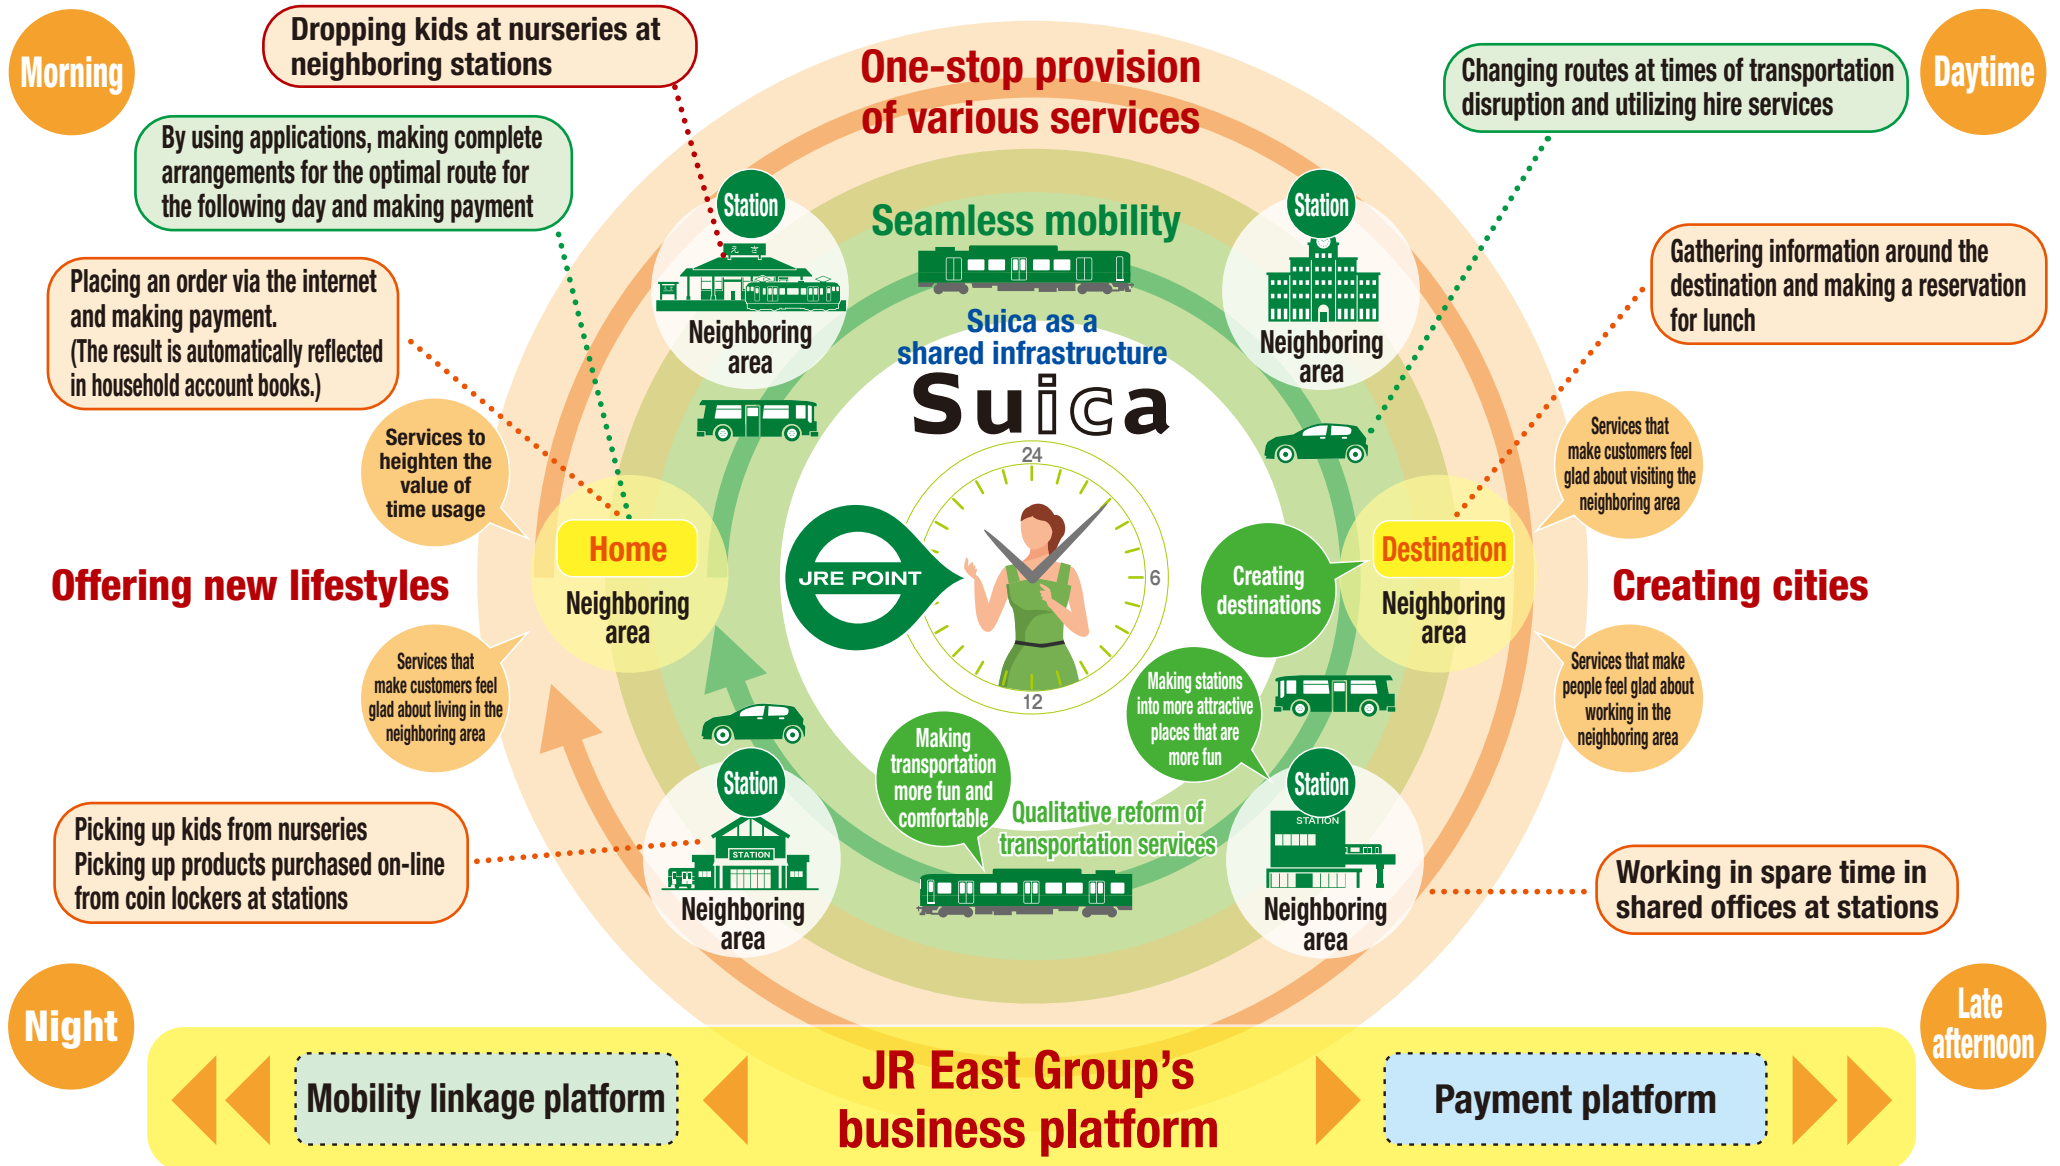 Morning
Dropping kids at nurseries at
neighboring stations
By using applications, making complete
arrangements for the optimal route for
the following day and making payment
Placing an order via the internet
and making payment.
(The result is automatically reflected
in household account books.)
Services to
heighten the
value of
time usage
One-stop provision
of various services
Seamless mobility
Suica as a
shared infrastructure
Suica
Daytime
Changing routes at times of transportation
disruption and utilizing hire services
Gathering information around the
destination and making a reservation
for lunch
Services that
make customers feel
glad about visiting the
neighboring area
Station
Neighboring
area
Station
Neighboring
area
24
6
12
JRE POINT
Offering new lifestyles
Home
Neighboring
area
Creating
destinations
Destination
Neighboring
area
Creating cities
Services that
make customers feel
glad about living in the
neighboring area
Services that make
people feel glad about
working in the
neighboring area
Making stations
into more attractive
places that are
more fun
Making
transportation
more fun and
comfortable
Qualitative reform of
transportation services
Station
STATION
Neighboring
area
Station
STATION
Neighboring
area
Picking up kids from nurseries
Picking up products purchased on-line
from coin lockers at stations
Working in spare time in
shared offices at stations
Night
Late
afternoon
Mobility linkage platform
JR East Group's
business platform
Payment platform